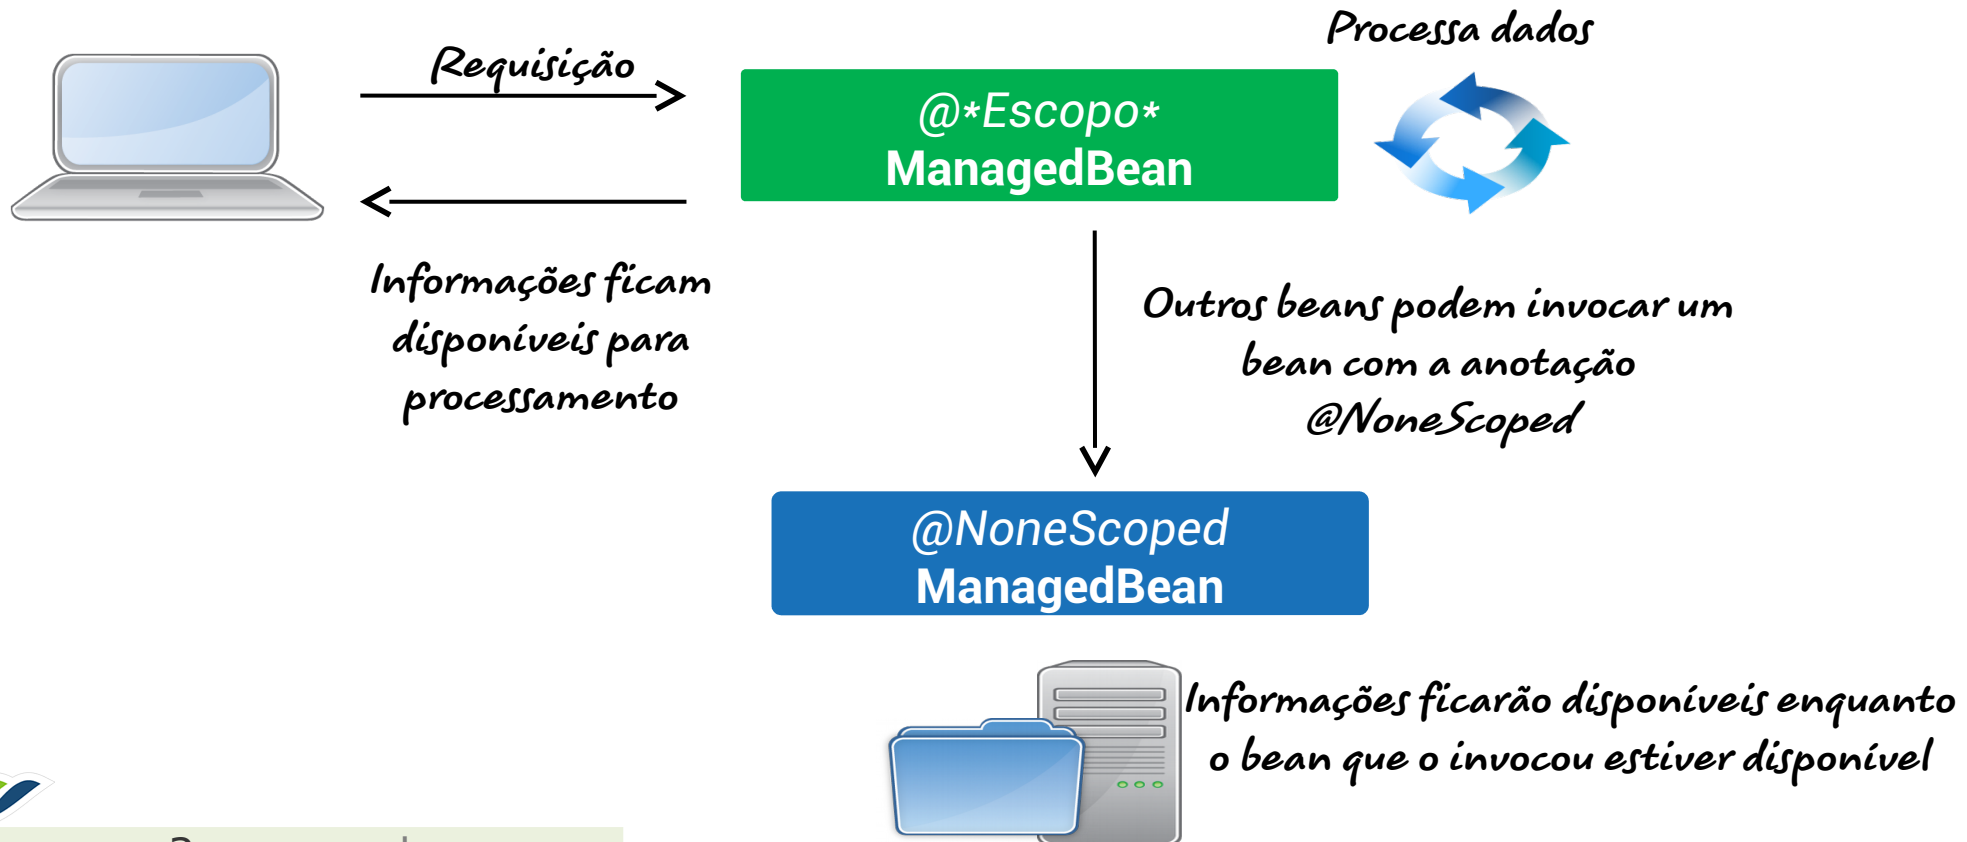 Processa dados
Requisição
@*Escopo*
ManagedBean
Informações ficam
disponíveis para
processamento
Outros beans podem invocar um
bean com a anotação
@NoneScoped
@NoneScoped
ManagedBean
Informações ficarão disponíveis enquanto
o bean que o invocou estiver disponível